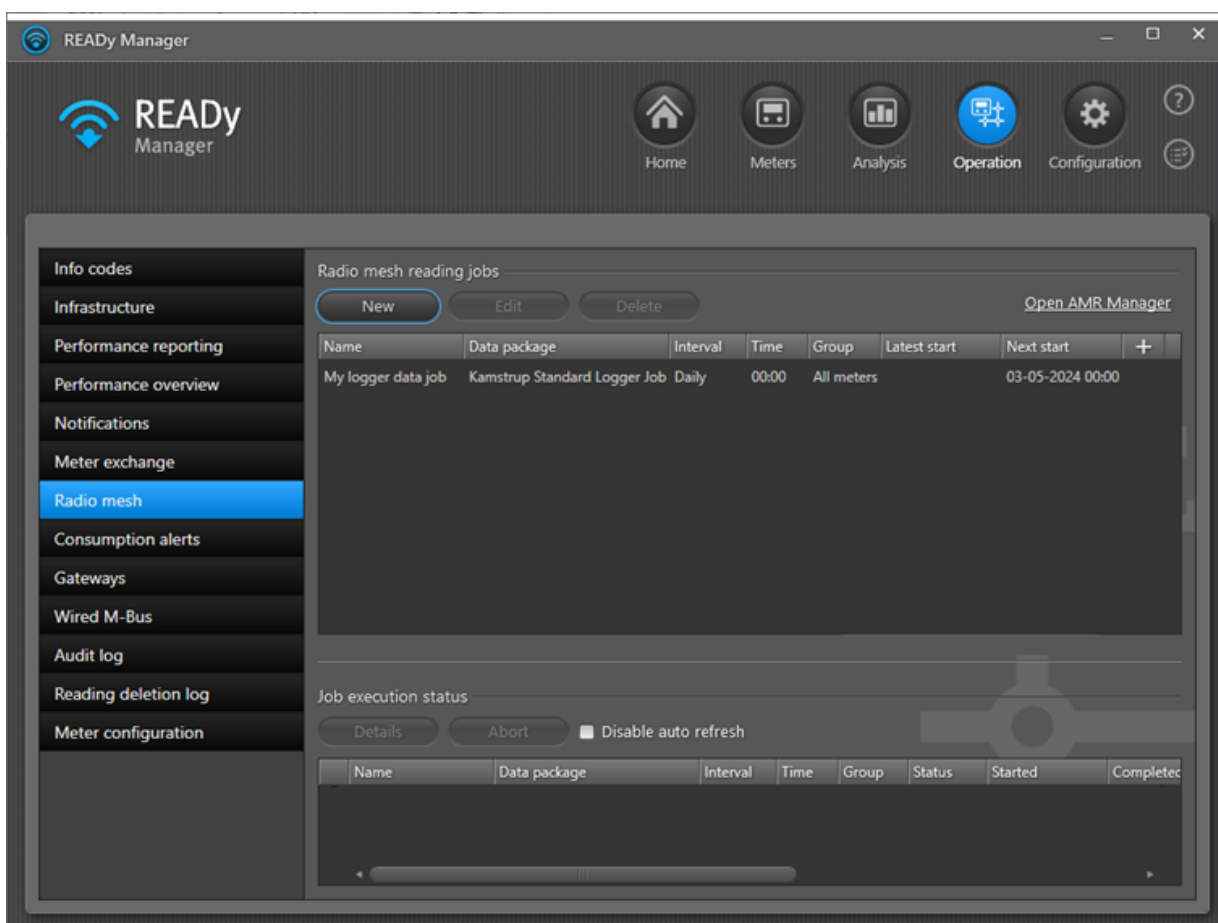 READy Manager
READy
Manager
Home Meters Analysis Operation Configuration
?
Info codes
Infrastructure
Performance reporting
Performance overview
Notifications
Meter exchange
Radio mesh
Consumption alerts
Gateways
Wired M-Bus
Audit log
Reading deletion log
Meter configuration
Radio mesh reading jobs
New Edit Delete Open AMR Manager
Name Data package Interval Time Group Latest start Next start +
My logger data job Kamstrup Standard Logger Job Daily 00:00 All meters 03-05-2024 00:00
Job execution status
Details Abort Disable auto refresh
Name Data package Interval Time Group Status Started Completed